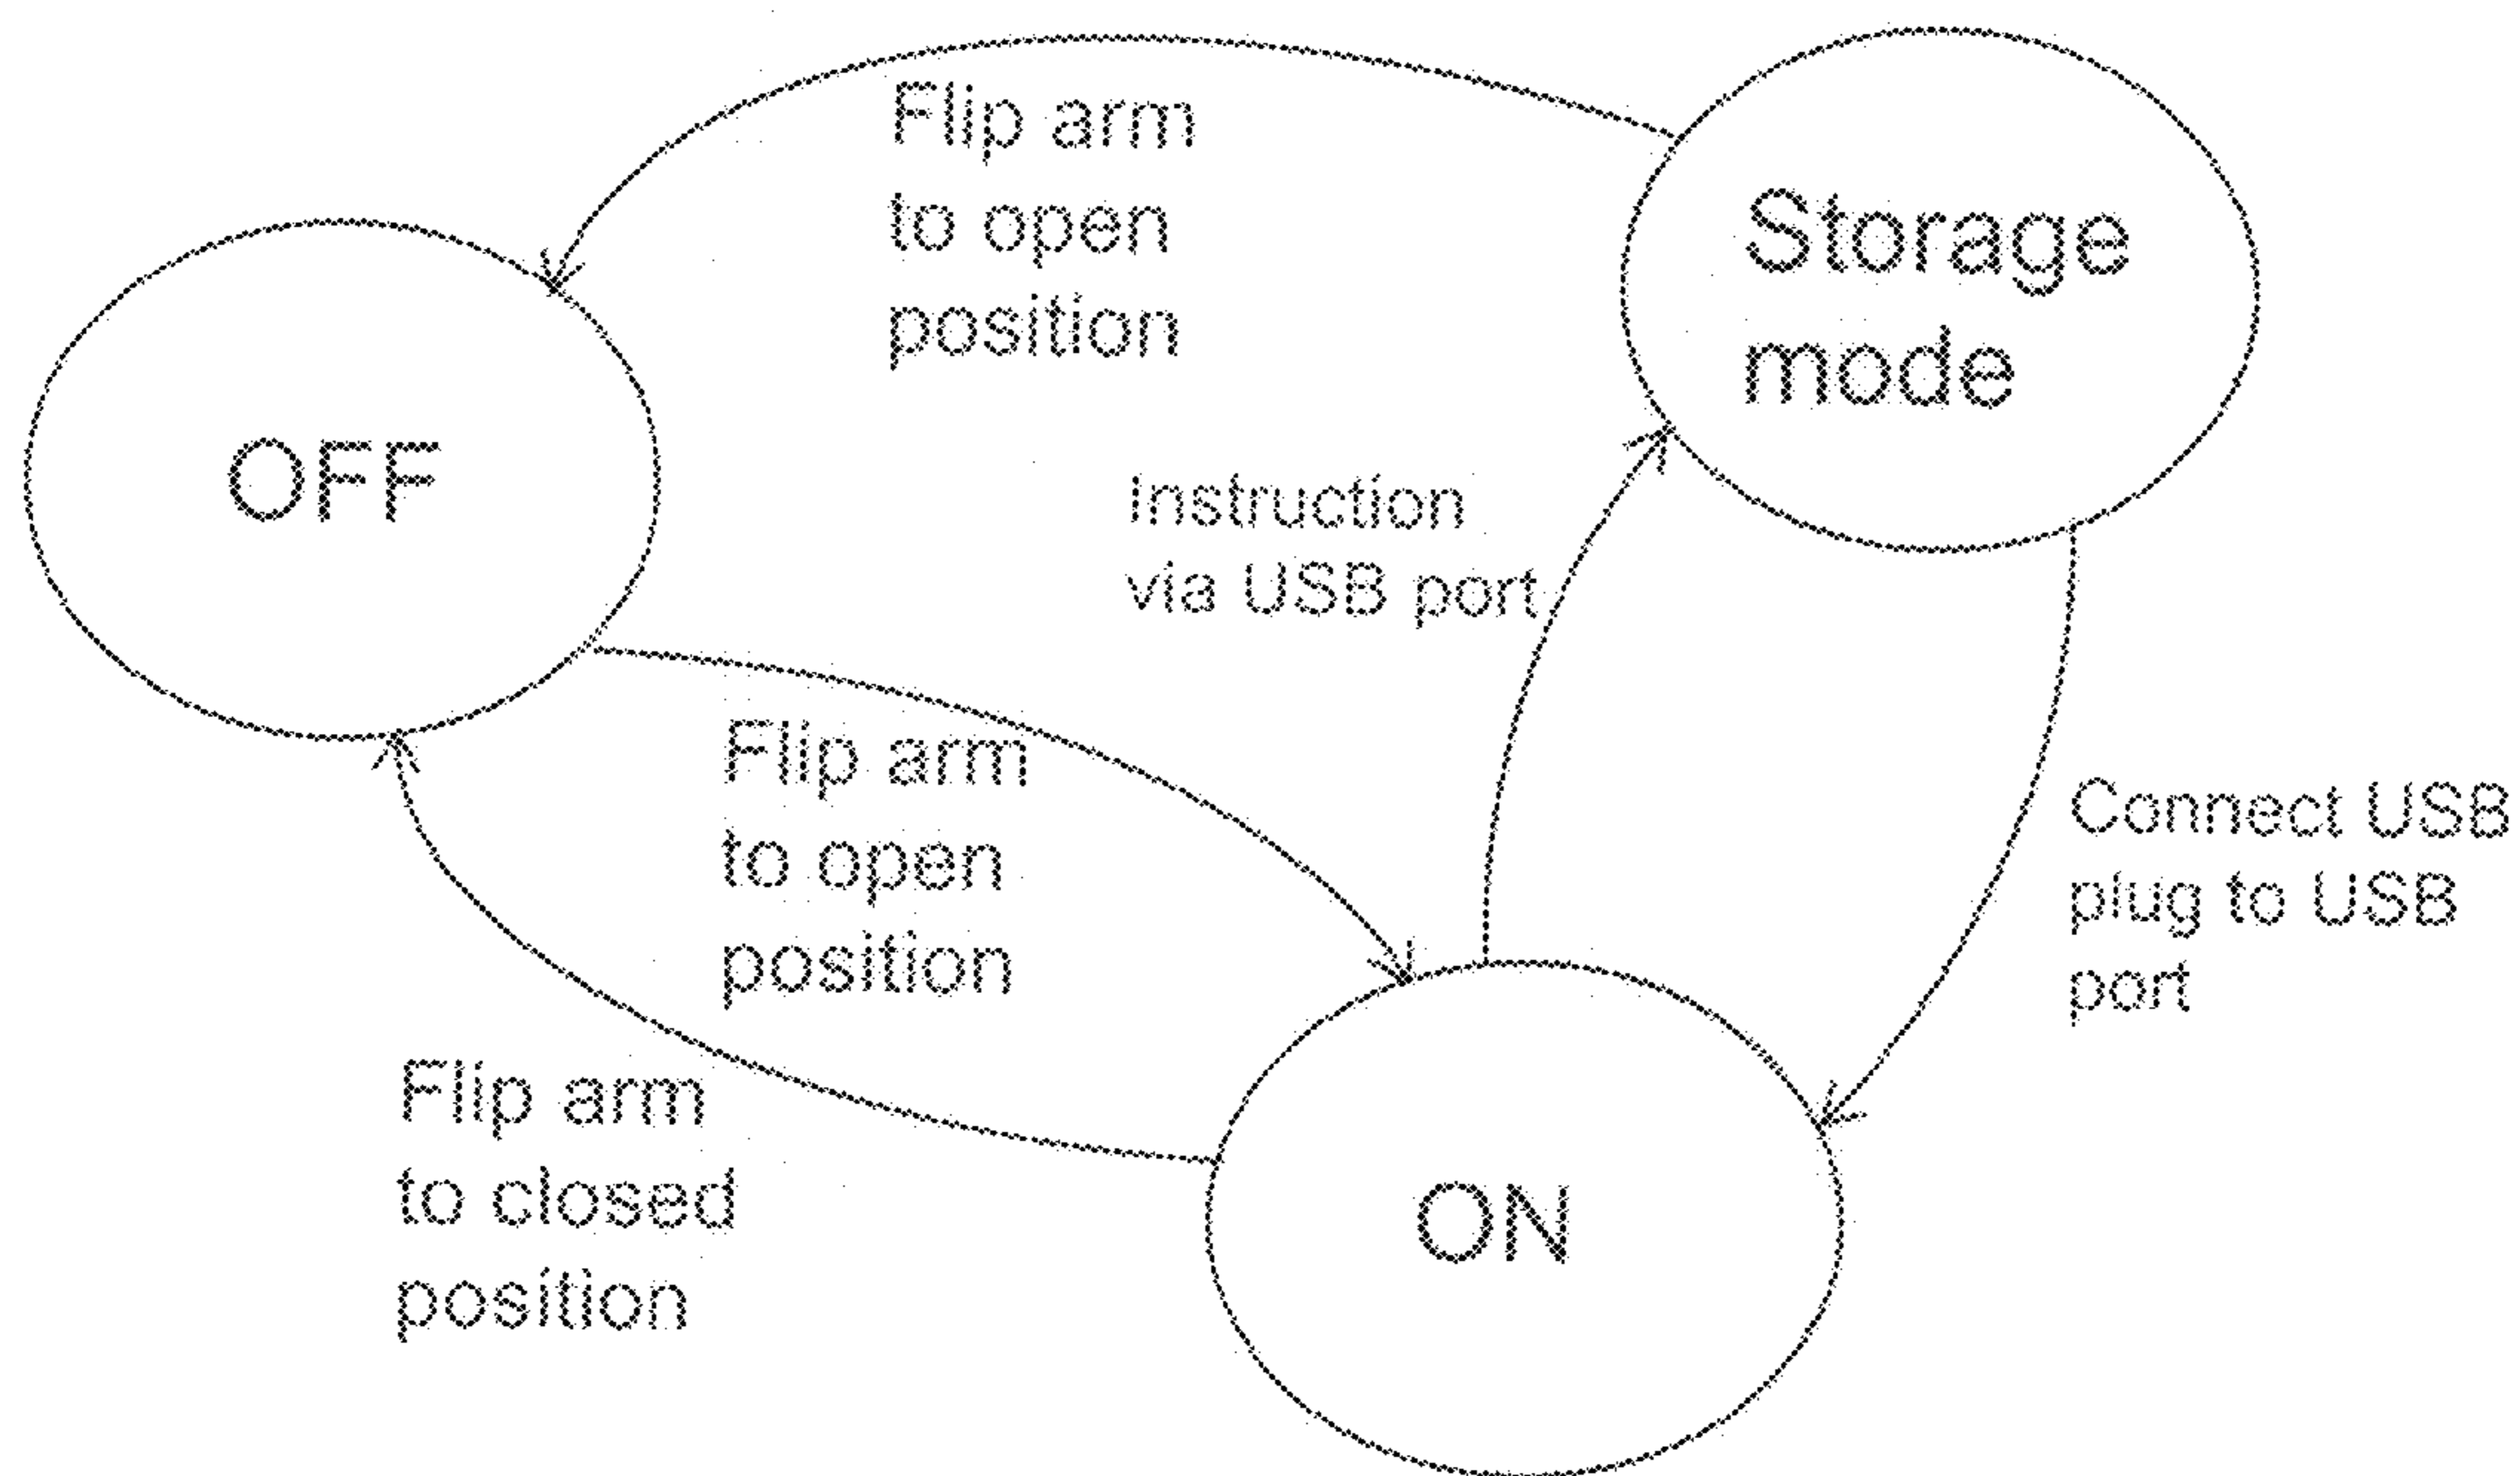 Flip arm
to open
position
Storage
mode
OFF
Instruction
via USB port
Flip arm
to open
position
Connect USB
plug to USB
port
Flip arm
to closed
position
ON